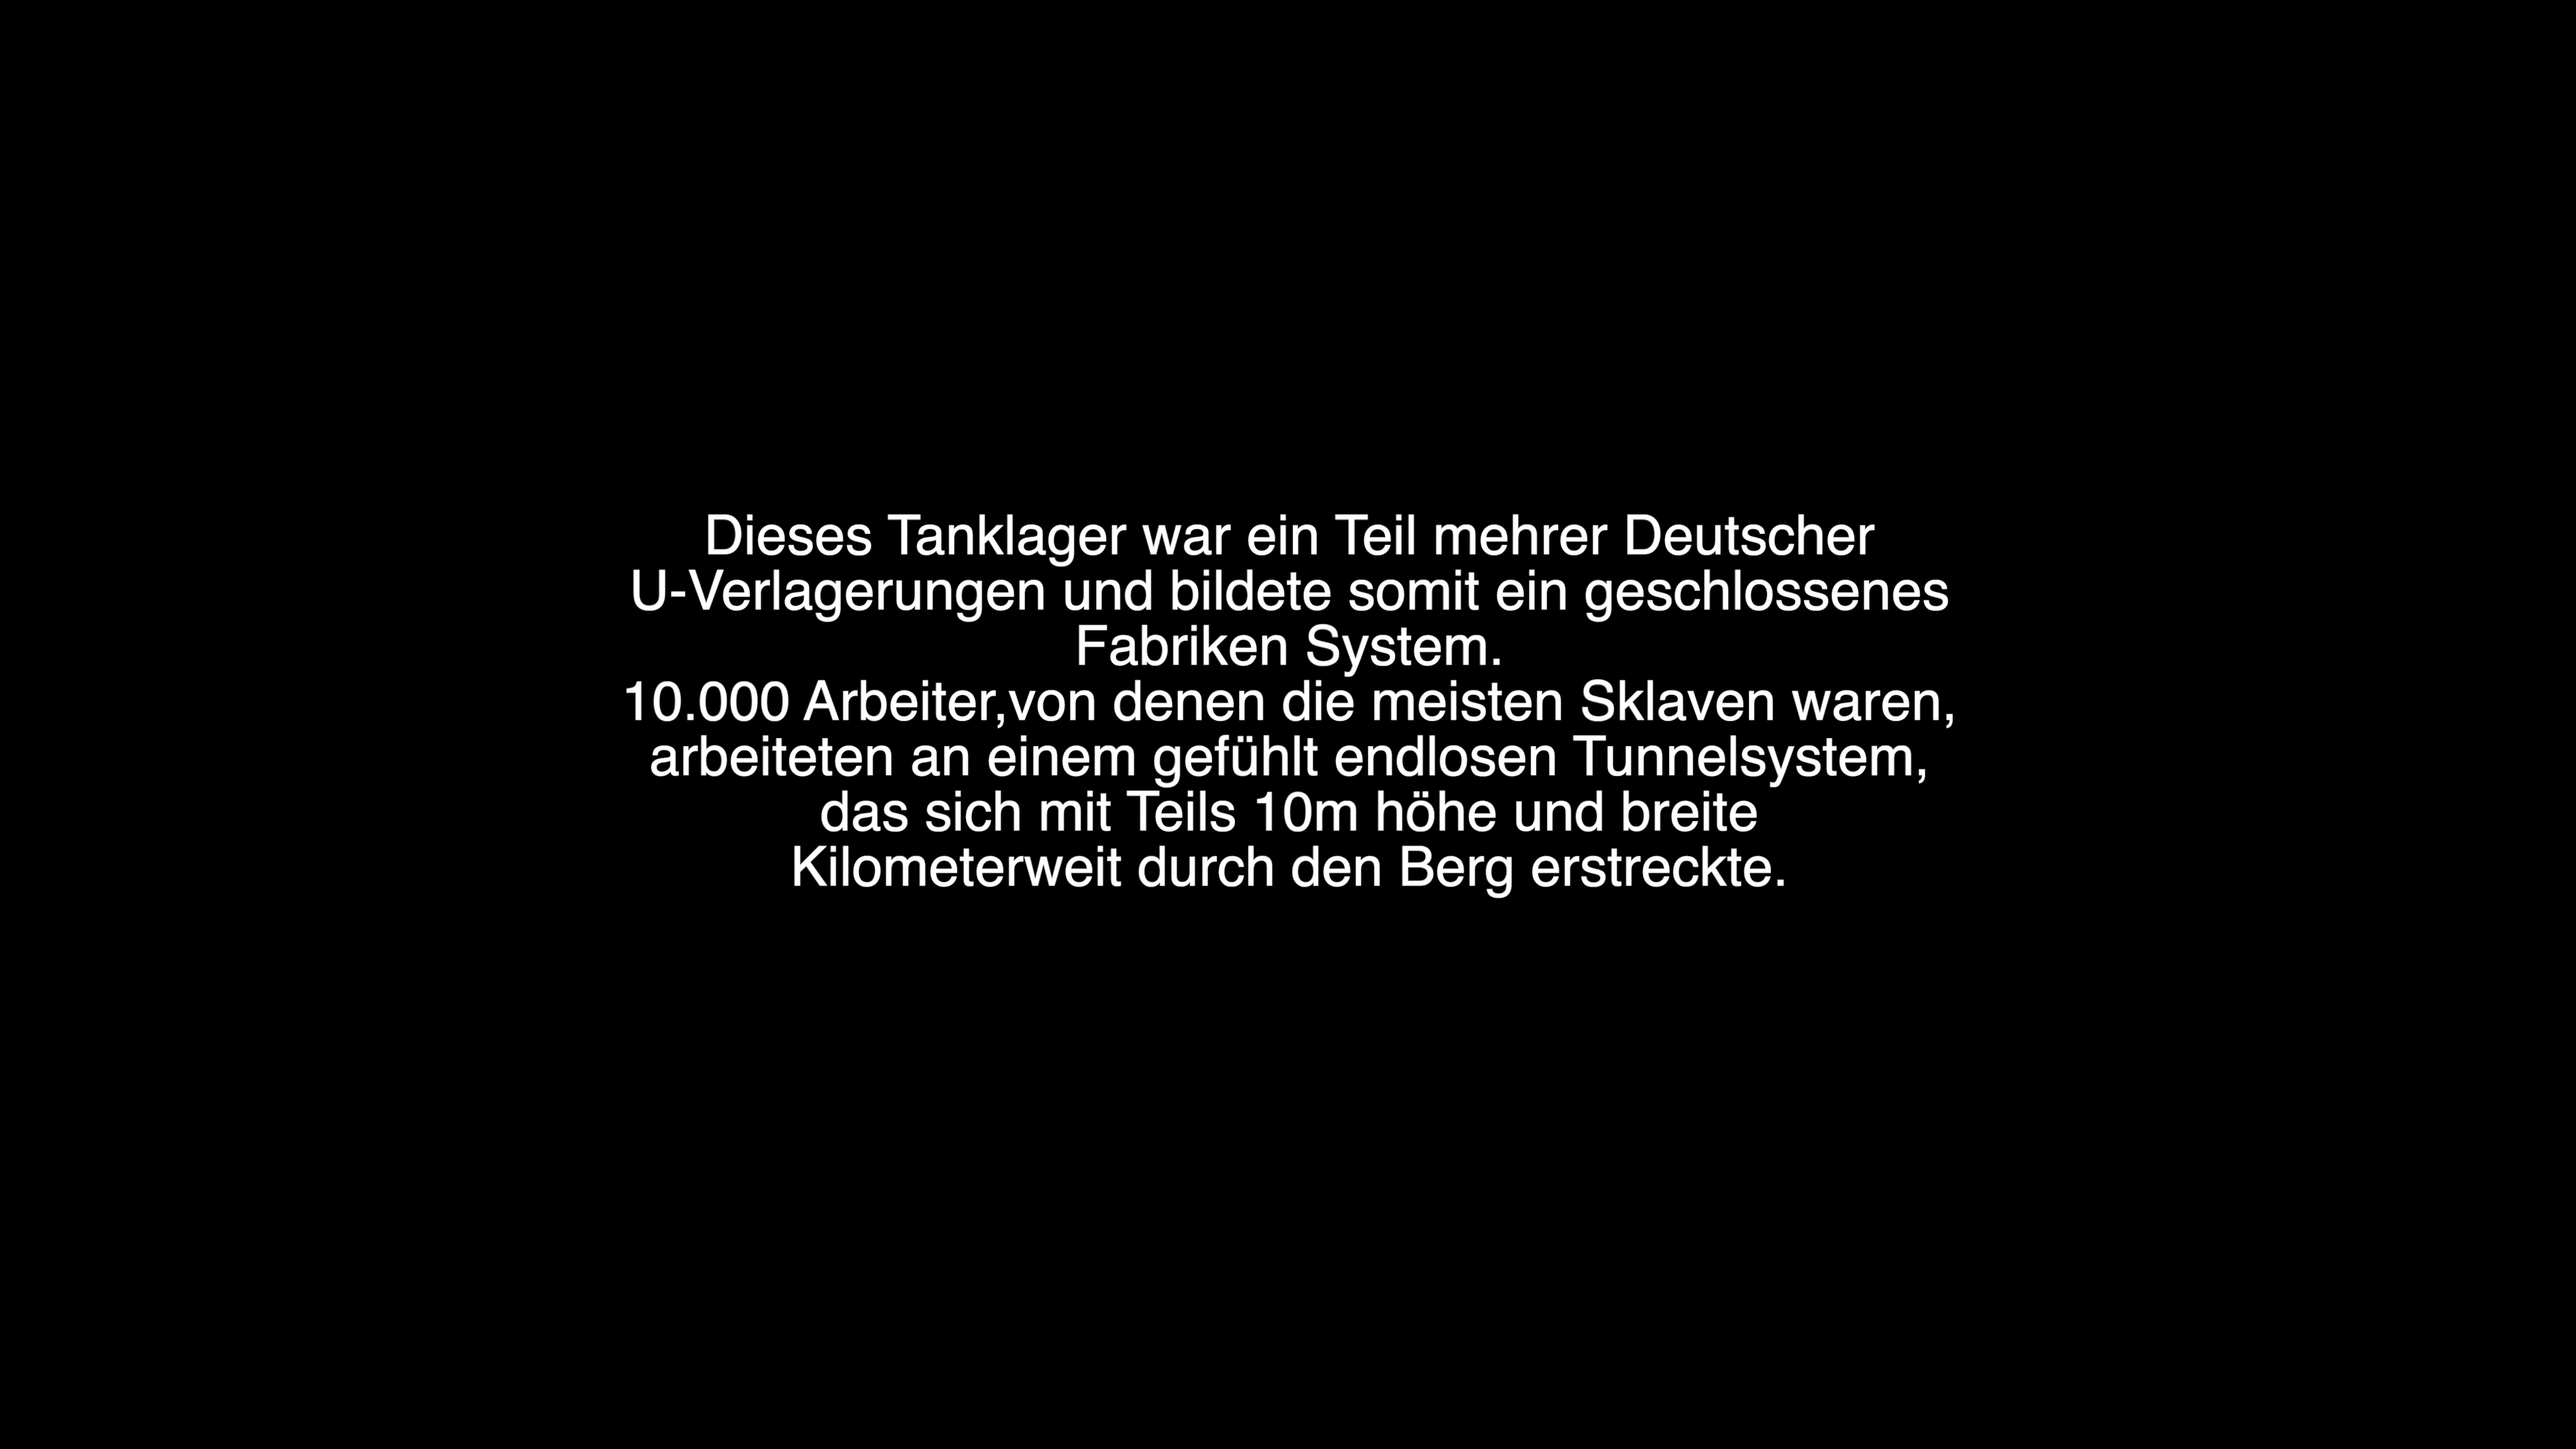 Dieses Tanklager war ein Teil mehrer Deutscher
U-Verlagerungen und bildete somit ein geschlossenes
Fabriken System.
10.000 Arbeiter,von denen die meisten Sklaven waren,
arbeiteten an einem gefühlt endlosen Tunnelsystem,
das sich mit Teils 10m höhe und breite
Kilometerweit durch den Berg erstreckte.